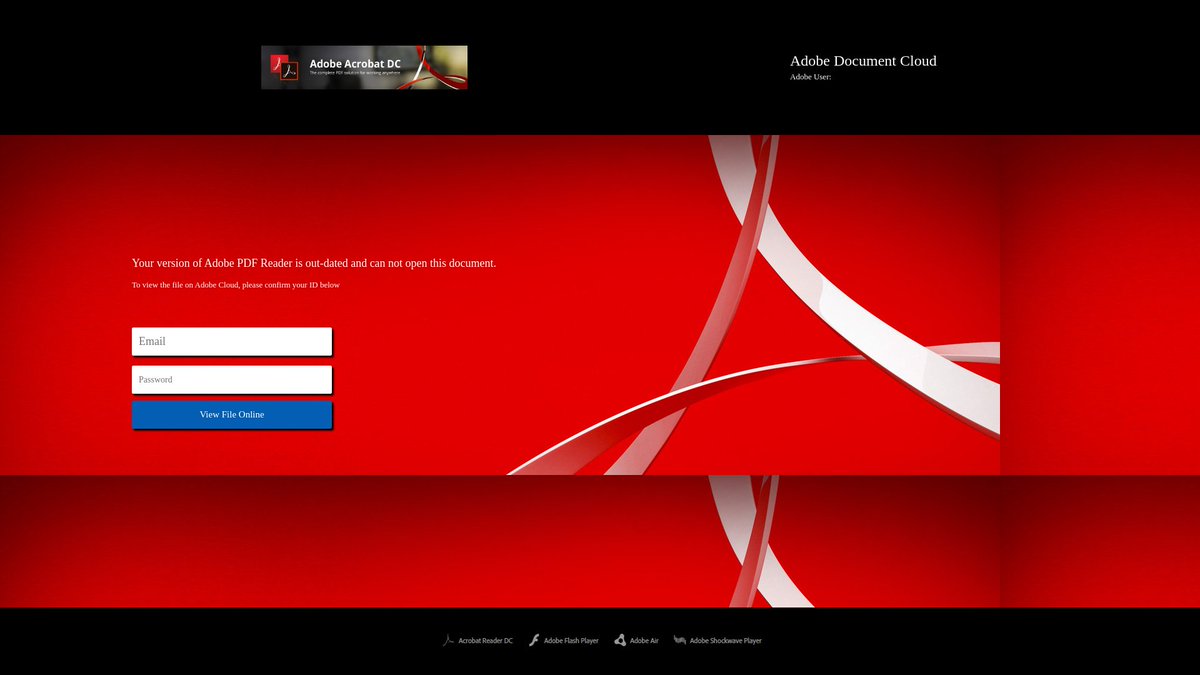 Adobe Acrobat DC
The complete PDF solution for working anywhere
Adobe Document Cloud
Adobe User:
Your version of Adobe PDF Reader is out-dated and can not open this document.
To view the file on Adobe Cloud, please confirm your ID below
Email
Password
View File Online
Acrobat Reader DC
Adobe Flash Player
Adobe Air
Adobe Shockwave Player